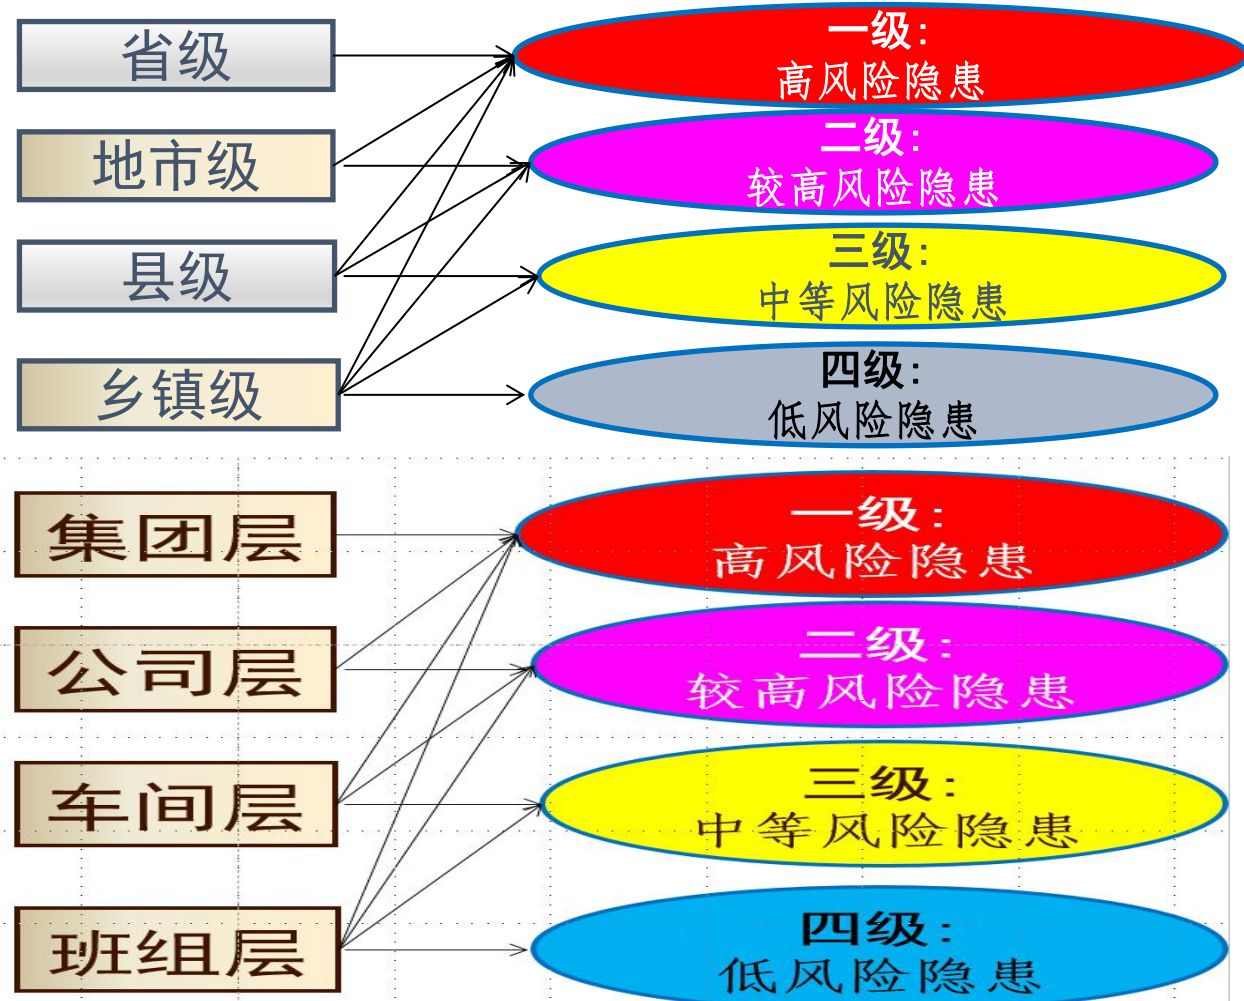 省级
一级:
高风险隐患
地市级
二级:
较高风险隐患
县级
三级:
中等风险隐患
乡镇级
四级:
低风险隐患
集团层
一级:
高风险隐患
公司层
二级:
较高风险隐患
车间层
三级:
中等风险隐患
班组层
四级:
低风险隐患